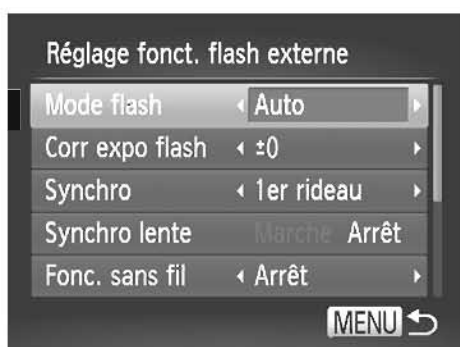 Réglage fonct. flash externe
Mode flash Auto
Corr expo flash ±0
Synchro 1er rideau
Synchro lente Marche Arrêt
Fonc. sans fil Arrêt
MENU